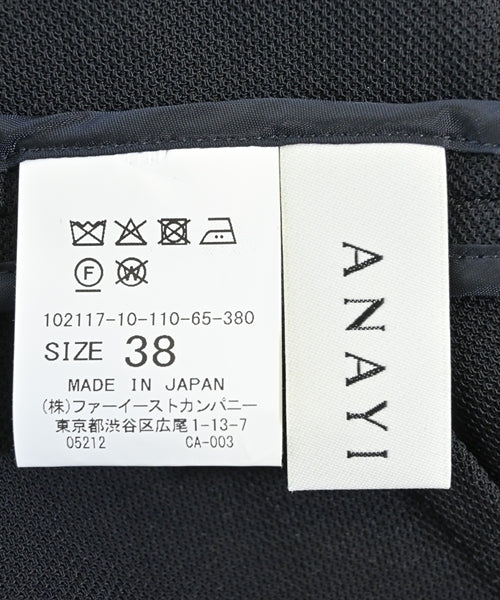 F W
102117-10-110-65-380
SIZE 38
MADE IN JAPAN
(株)ファーイーストカンパニー
東京都渋谷区広尾1-13-7
05212 CA-003
ANAYI